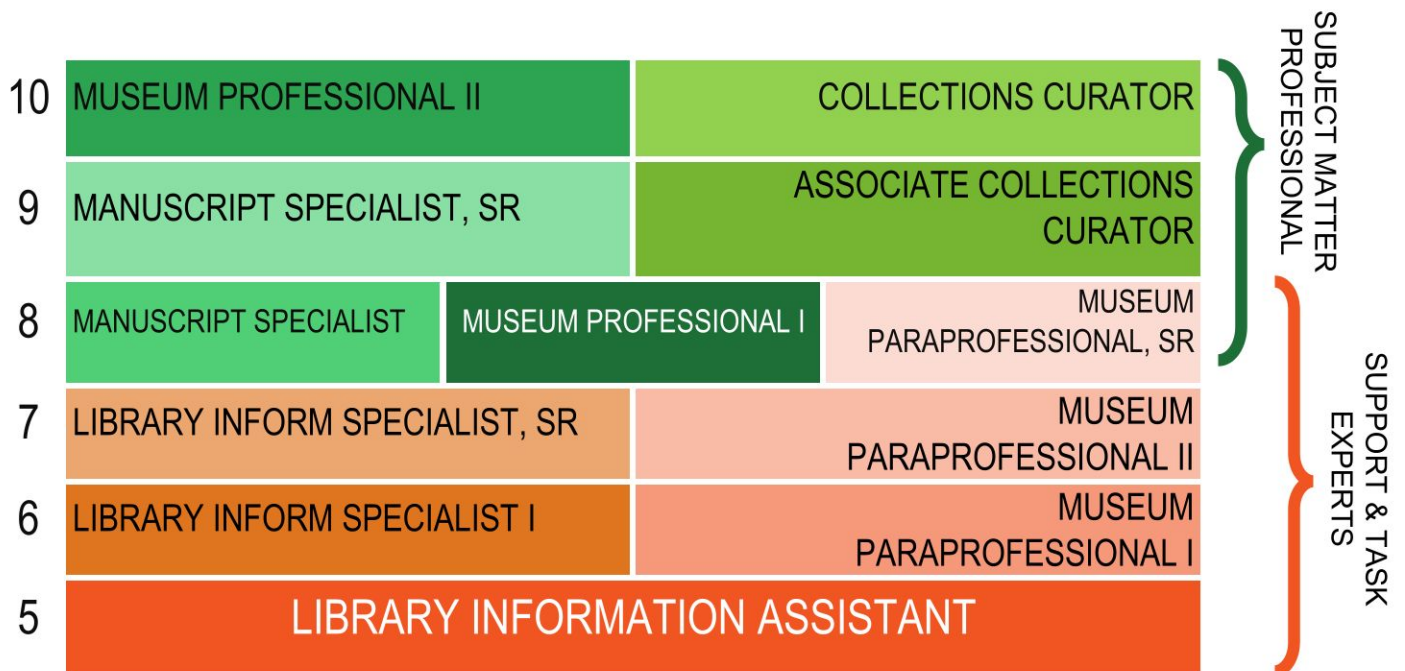 SUBJECT MATTTER
PROFESSIONAL
10
MUSEUM PROFESSIONAL II
COLLECTIONS CURATOR
9
MANUSCRIPT SPECIALIST, SR
ASSOCIATE COLLECTIONS
CURATOR
8
MANUSCRIPT SPECIALIST
MUSEUM PROFESSIONAL I
MUSEUM
PARAPROFESSIONAL, SR
7
LIBRARY INFORM SPECIALIST, SR
MUSEUM
PARAPROFESSIONAL II
SUPPORT & TASK
EXPERTS
6
LIBRARY INFORM SPECIALIST I
MUSEUM
PARAPROFESSIONAL I
5
LIBRARY INFORMATION ASSISTANT